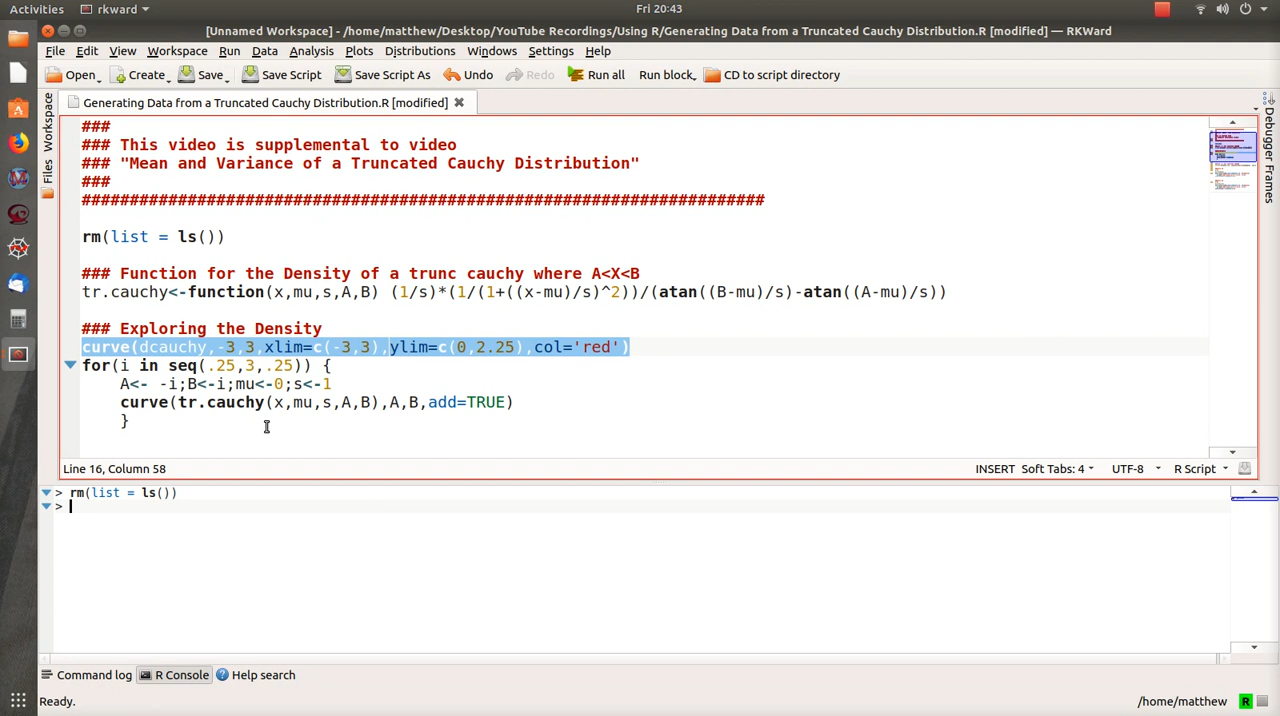 Activities rkward Fri 20:43
[Unnamed Workspace] - /home/matthew/Desktop/YouTube Recordings/Using R/Generating Data from a Truncated Cauchy Distribution.R [modified] — RKWard
File Edit View Workspace Run Data Analysis Plots Distributions Windows Settings Help
Open Create Save Save Script Save Script As Undo Redo Run all Run block CD to script directory
Generating Data from a Truncated Cauchy Distribution.R [modified]
Workspace
Files
Debugger Frames
###
### This video is supplemental to video
### "Mean and Variance of a Truncated Cauchy Distribution"
###
#######################################################################
rm(list = ls())
### Function for the Density of a trunc cauchy where A<X<B
tr.cauchy<-function(x,mu,s,A,B) (1/s)*(1/(1+((x-mu)/s)^2))/(atan((B-mu)/s)-atan((A-mu)/s))
### Exploring the Density
curve(dcauchy,-3,3,xlim=c(-3,3),ylim=c(0,2.25),col='red')
for(i in seq(.25,3,.25)) {
A<- -i;B<-i;mu<-0;s<-1
curve(tr.cauchy(x,mu,s,A,B),A,B,add=TRUE)
}
Line 16, Column 58 INSERT Soft Tabs: 4 UTF-8 R Script
> rm(list = ls())
>
Command log R Console Help search
Ready. /home/matthew R